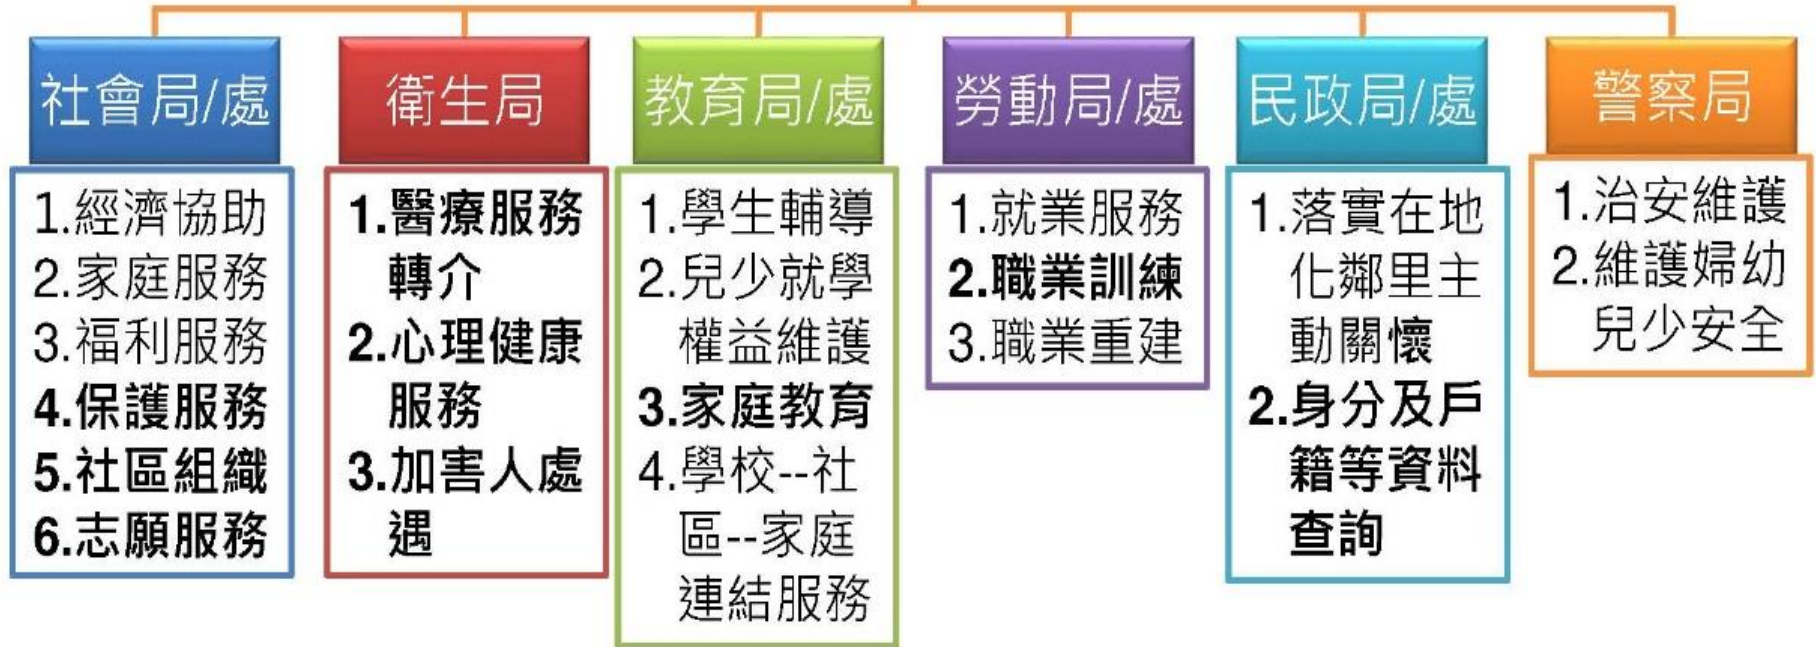 社會局/處
1.經濟協助
2.家庭服務
3.福利服務
4.保護服務
5.社區組織
6.志願服務
衛生局
1.醫療服務
轉介
2.心理健康
服務
3.加害人處
遇
教育局/處
1.學生輔導
2.兒少就學
權益維護
3.家庭教育
4.學校--社
區--家庭
連結服務
勞動局/處
1.就業服務
2.職業訓練
3.職業重建
民政局/處
1.落實在地
化鄰里主
動關懷
2.身分及戶
籍等資料
查詢
警察局
1.治安維護
2.維護婦幼
兒少安全